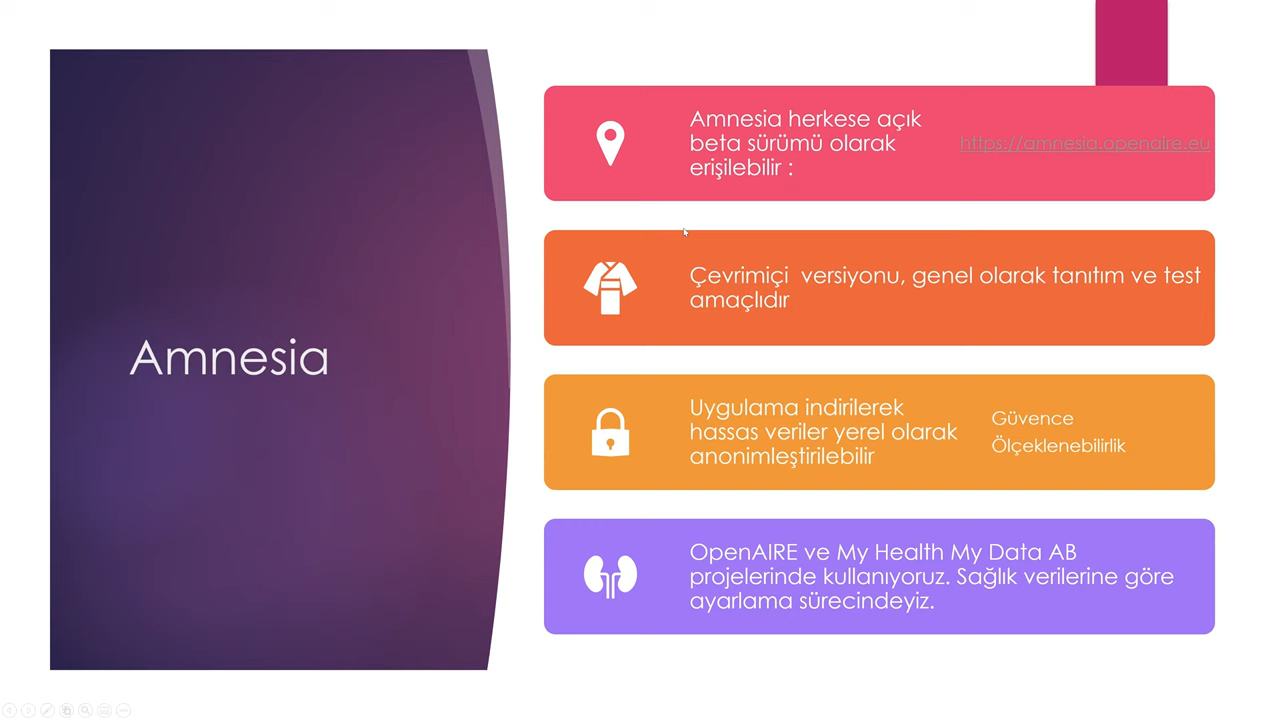 Amnesia
Amnesia herkese açık
beta sürümü olarak
erişilebilir :
https://amnesia.openaire.eu
Çevrimiçi  versiyonu, genel olarak tanıtım ve test
amaçlıdır
Uygulama indirilerek
hassas veriler yerel olarak
anonimleştirilebilir
Güvence
Ölçeklenebilirlik
OpenAIRE ve My Health My Data AB
projelerinde kullanıyoruz. Sağlık verilerine göre
ayarlama sürecindeyiz.